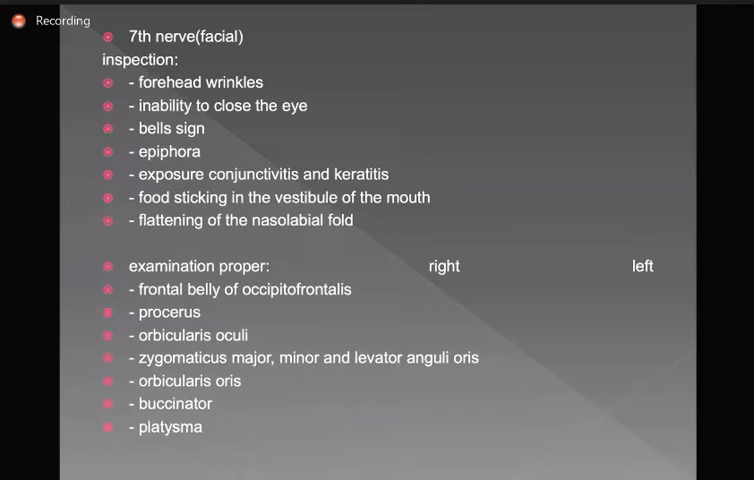 Recording
7th nerve(facial)
inspection:
- forehead wrinkles
- inability to close the eye
- bells sign
- epiphora
- exposure conjunctivitis and keratitis
- food sticking in the vestibule of the mouth
- flattening of the nasolabial fold
examination proper: right left
- frontal belly of occipitofrontalis
- procerus
- orbicularis oculi
- zygomaticus major, minor and levator anguli oris
- orbicularis oris
- buccinator
- platysma